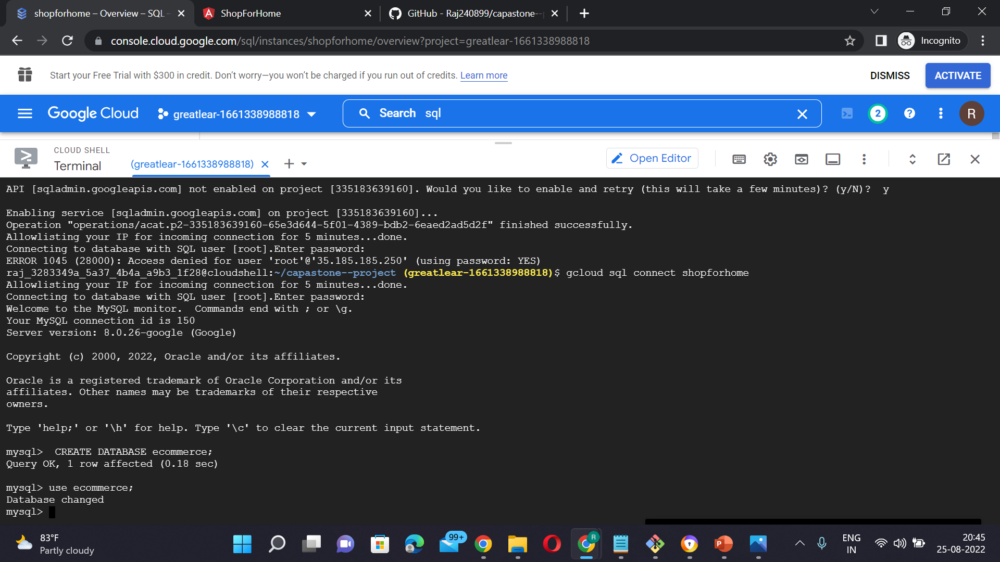 shopforhome – Overview – SQL
ShopForHome
GitHub - Raj240899/capastone--
console.cloud.google.com/sql/instances/shopforhome/overview?project=greatlear-1661338988818
Incognito
Start your Free Trial with $300 in credit. Don’t worry—you won’t be charged if you run out of credits. Learn more
DISMISS
ACTIVATE
Google Cloud
greatlear-1661338988818
Search sql
2
R
CLOUD SHELL
Terminal
(greatlear-1661338988818)
Open Editor
API [sqladmin.googleapis.com] not enabled on project [335183639160]. Would you like to enable and retry (this will take a few minutes)? (y/N)?  y
Enabling service [sqladmin.googleapis.com] on project [335183639160]...
Operation "operations/acat.p2-335183639160-65e3d644-5f01-4389-bdb2-6eaed2ad5d2f" finished successfully.
Allowlisting your IP for incoming connection for 5 minutes...done.
Connecting to database with SQL user [root].Enter password:
ERROR 1045 (28000): Access denied for user 'root'@'35.185.185.250' (using password: YES)
raj_3283349a_5a37_4b4a_a9b3_1f28@cloudshell:~/capastone--project (greatlear-1661338988818)$ gcloud sql connect shopforhome
Allowlisting your IP for incoming connection for 5 minutes...done.
Connecting to database with SQL user [root].Enter password:
Welcome to the MySQL monitor.  Commands end with ; or \g.
Your MySQL connection id is 150
Server version: 8.0.26-google (Google)
Copyright (c) 2000, 2022, Oracle and/or its affiliates.
Oracle is a registered trademark of Oracle Corporation and/or its
affiliates. Other names may be trademarks of their respective
owners.
Type 'help;' or '\h' for help. Type '\c' to clear the current input statement.
mysql>  CREATE DATABASE ecommerce;
Query OK, 1 row affected (0.18 sec)
mysql> use ecommerce;
Database changed
mysql>
83°F
Partly cloudy
99+
R
P
ENG
IN
20:45
25-08-2022